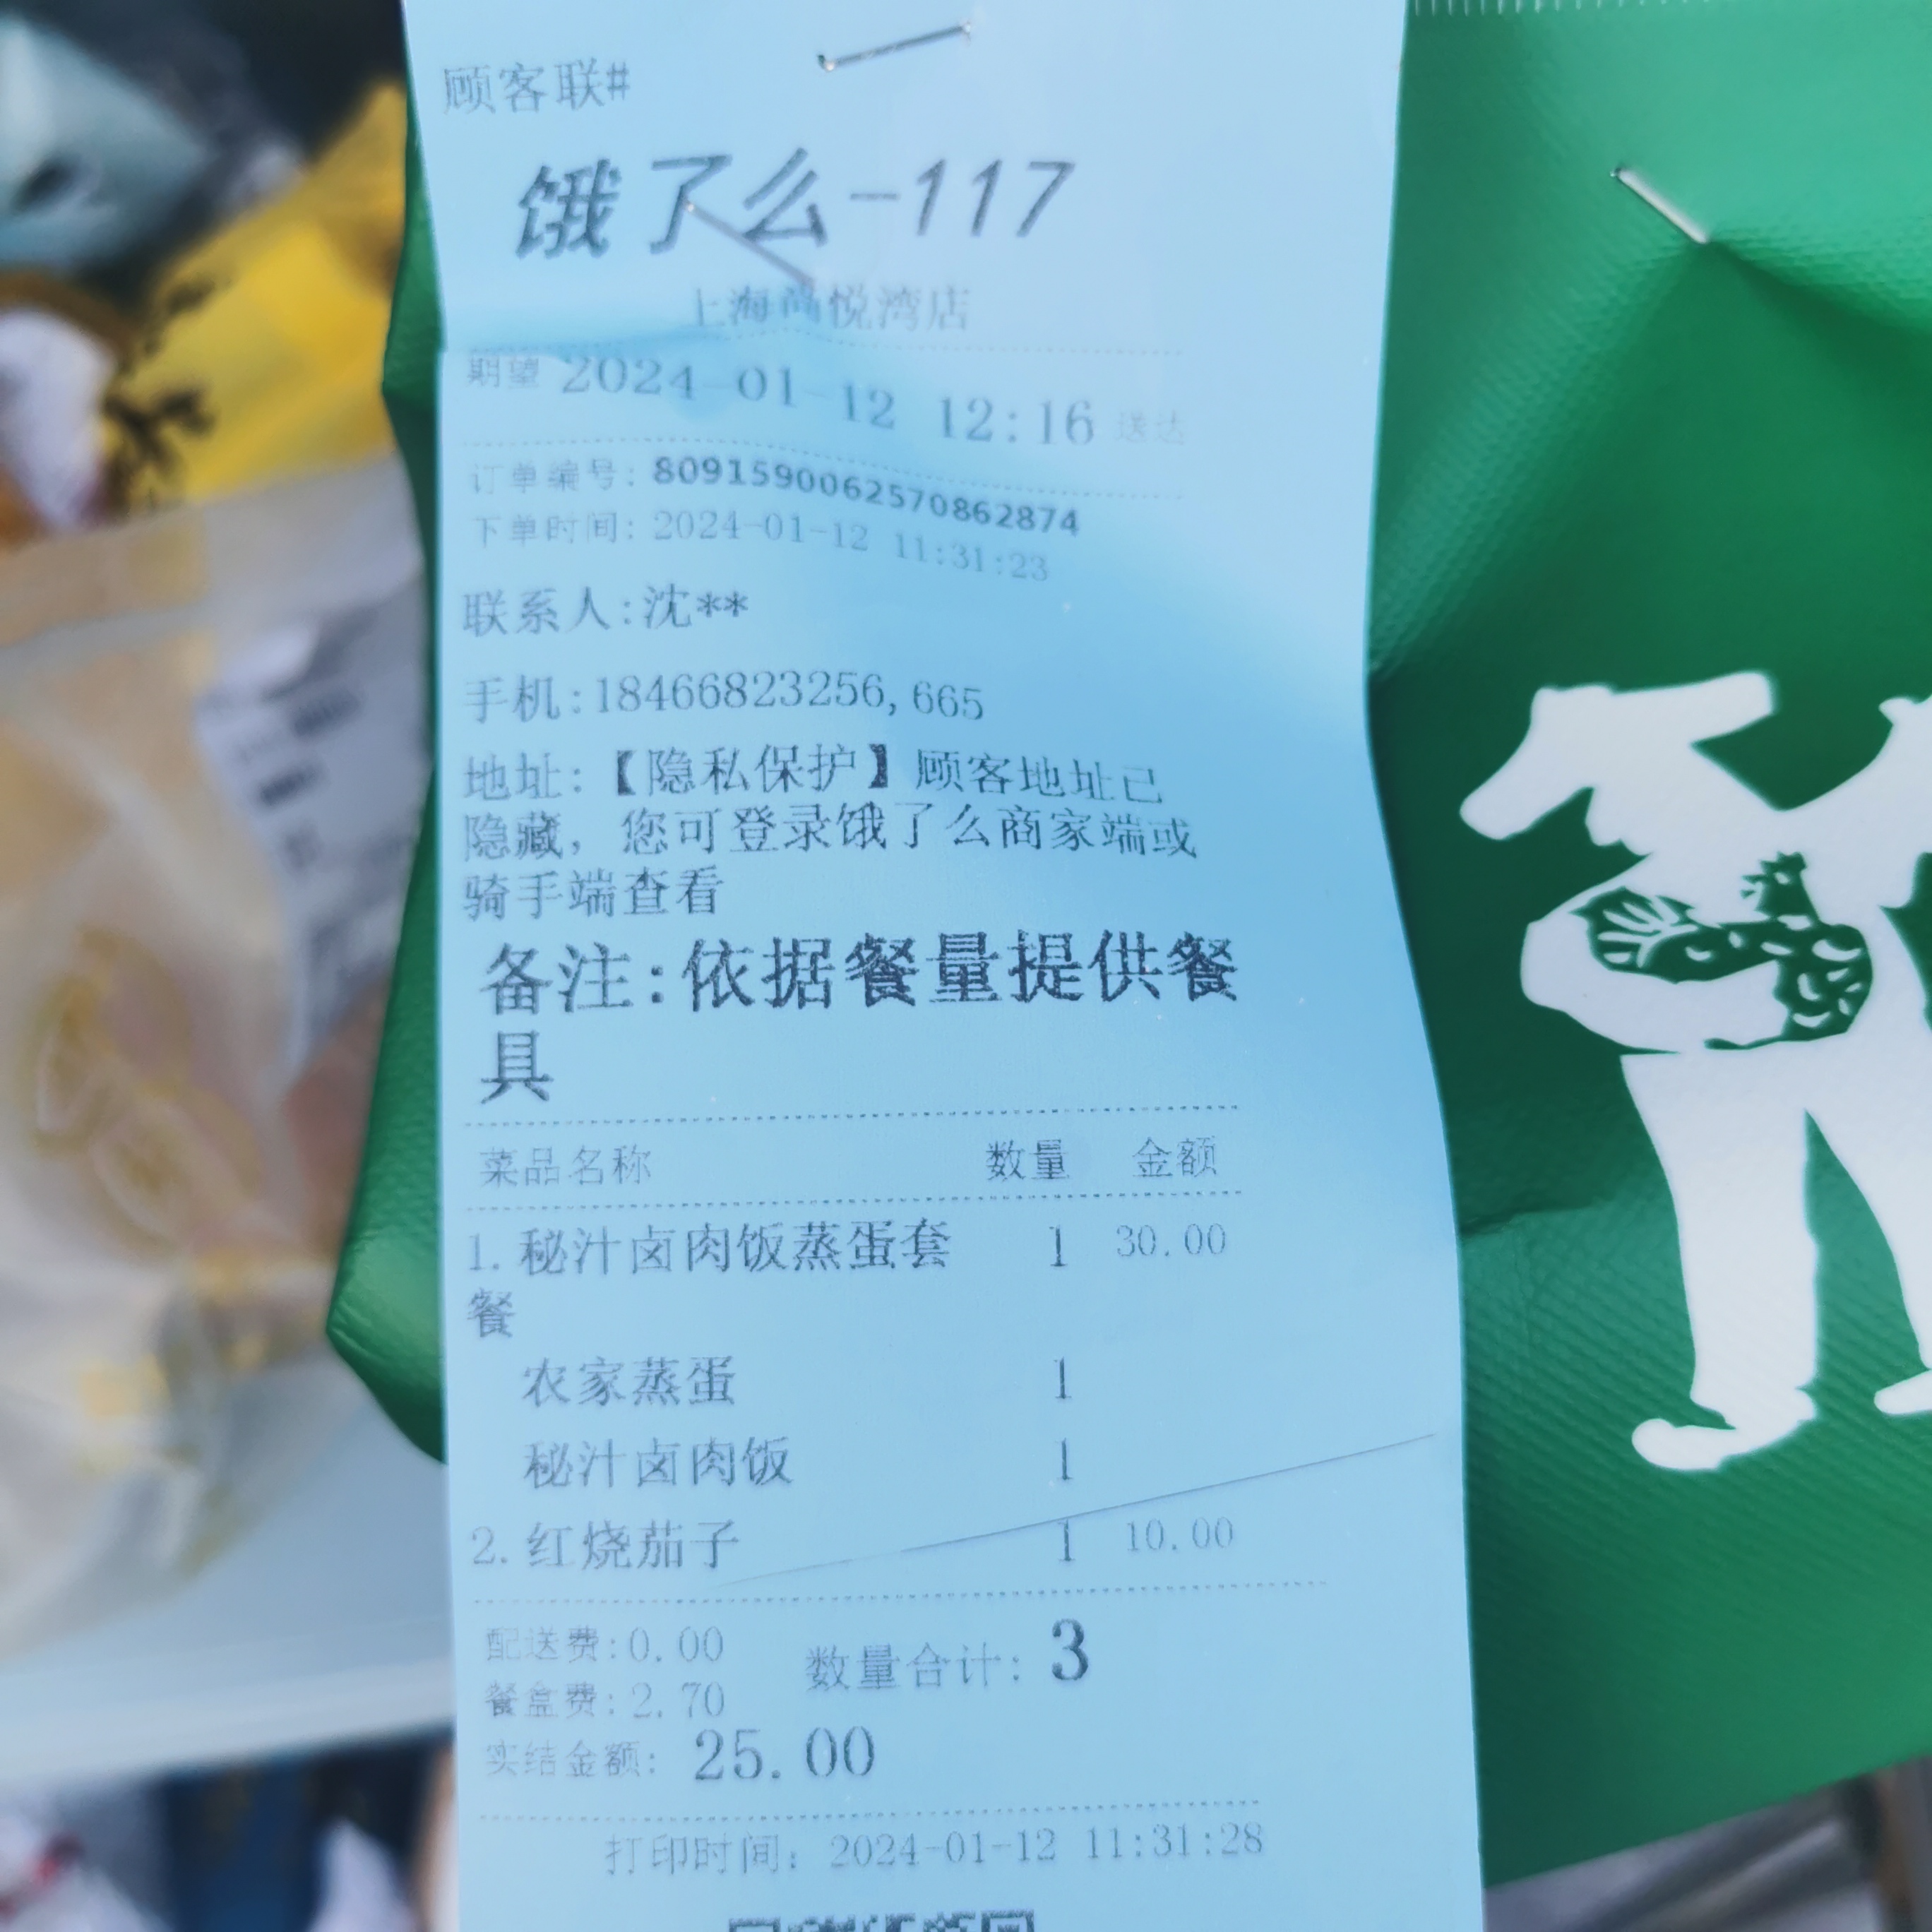 顾客联#
饿了么-117
上海尚悦湾店
期望 2024-01-12 12:16 送达
订单编号: 8091590062570862874
下单时间: 2024-01-12 11:31:23
联系人:沈**
手机:18466823256,665
地址:【隐私保护】顾客地址已
隐藏，您可登录饿了么商家端或
骑手端查看
备注:依据餐量提供餐
具
菜品名称 数量 金额
1.秘汁卤肉饭蒸蛋套 1 30.00
餐
农家蒸蛋 1
秘汁卤肉饭 1
2.红烧茄子 1 10.00
配送费:0.00
数量合计: 3
餐盒费:2.70
实结金额: 25.00
打印时间: 2024-01-12 11:31:28